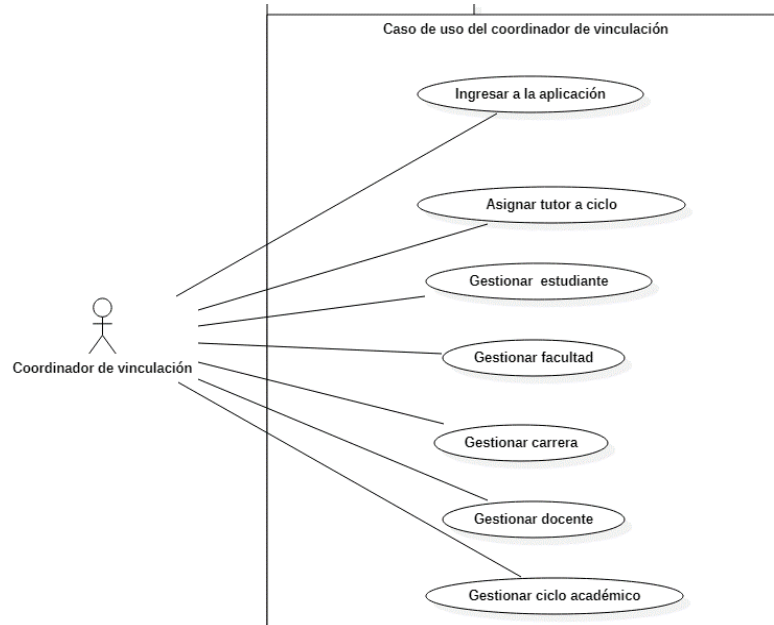 Caso de uso del coordinador de vinculación
Ingresar a la aplicación
Asignar tutor a ciclo
Gestionar estudiante
Gestionar facultad
Coordinador de vinculación
Gestionar carrera
Gestionar docente
Gestionar ciclo académico